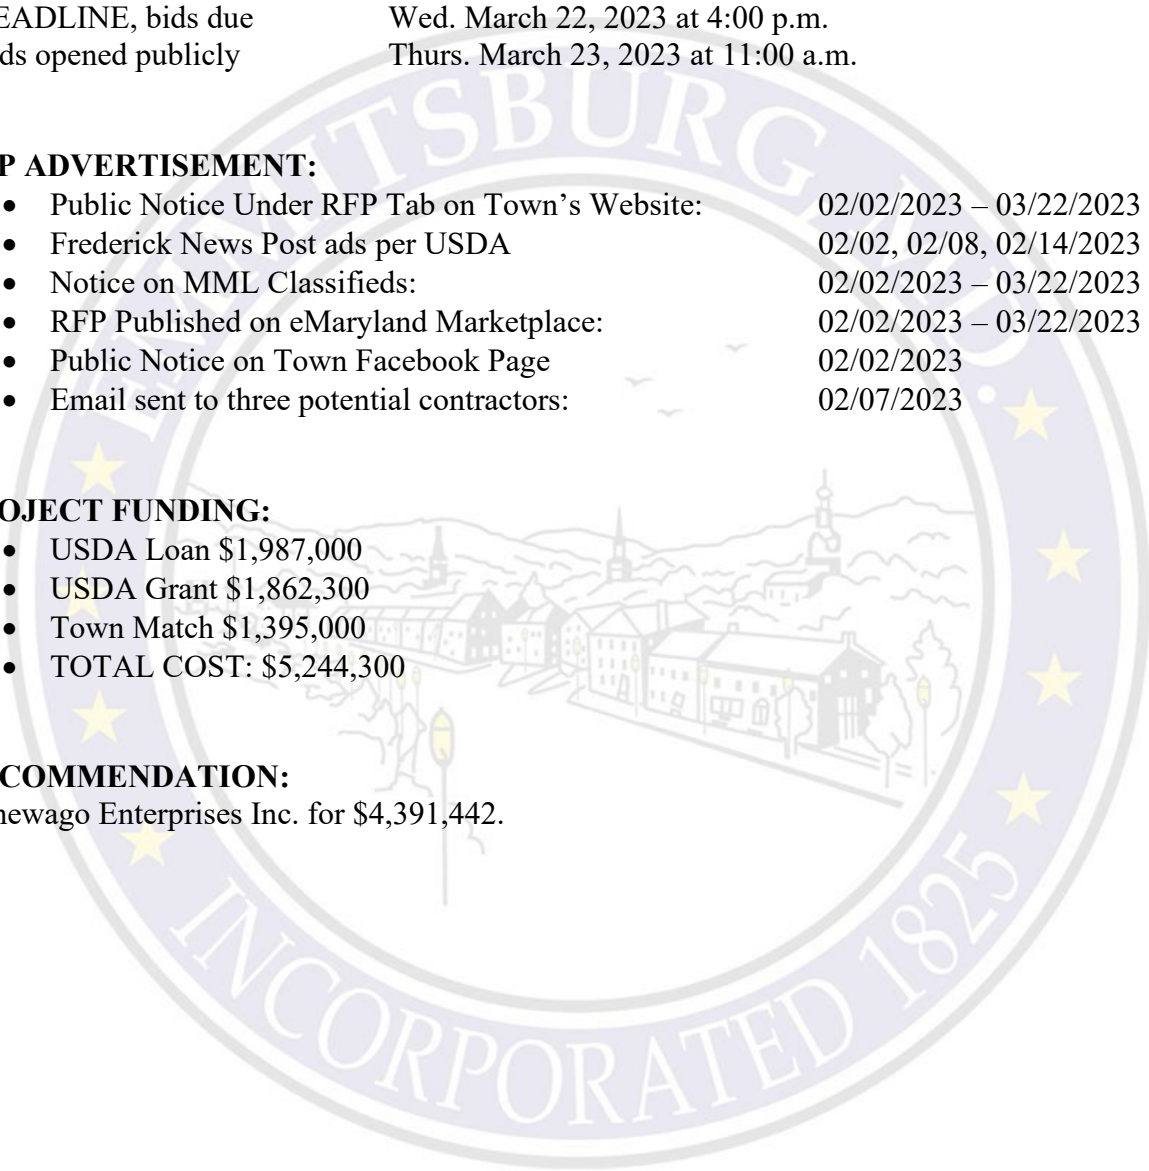 EADLINE, bids due Wed. March 22, 2023 at 4:00 p.m.
ds opened publicly Thurs. March 23, 2023 at 11:00 a.m.
P ADVERTISEMENT:
• Public Notice Under RFP Tab on Town’s Website: 02/02/2023 – 03/22/2023
• Frederick News Post ads per USDA 02/02, 02/08, 02/14/2023
• Notice on MML Classifieds: 02/02/2023 – 03/22/2023
• RFP Published on eMaryland Marketplace: 02/02/2023 – 03/22/2023
• Public Notice on Town Facebook Page 02/02/2023
• Email sent to three potential contractors: 02/07/2023
OJECT FUNDING:
• USDA Loan $1,987,000
• USDA Grant $1,862,300
• Town Match $1,395,000
• TOTAL COST: $5,244,300
COMMENDATION:
newago Enterprises Inc. for $4,391,442.
EMMITSBURG MD.
INCORPORATED 1825